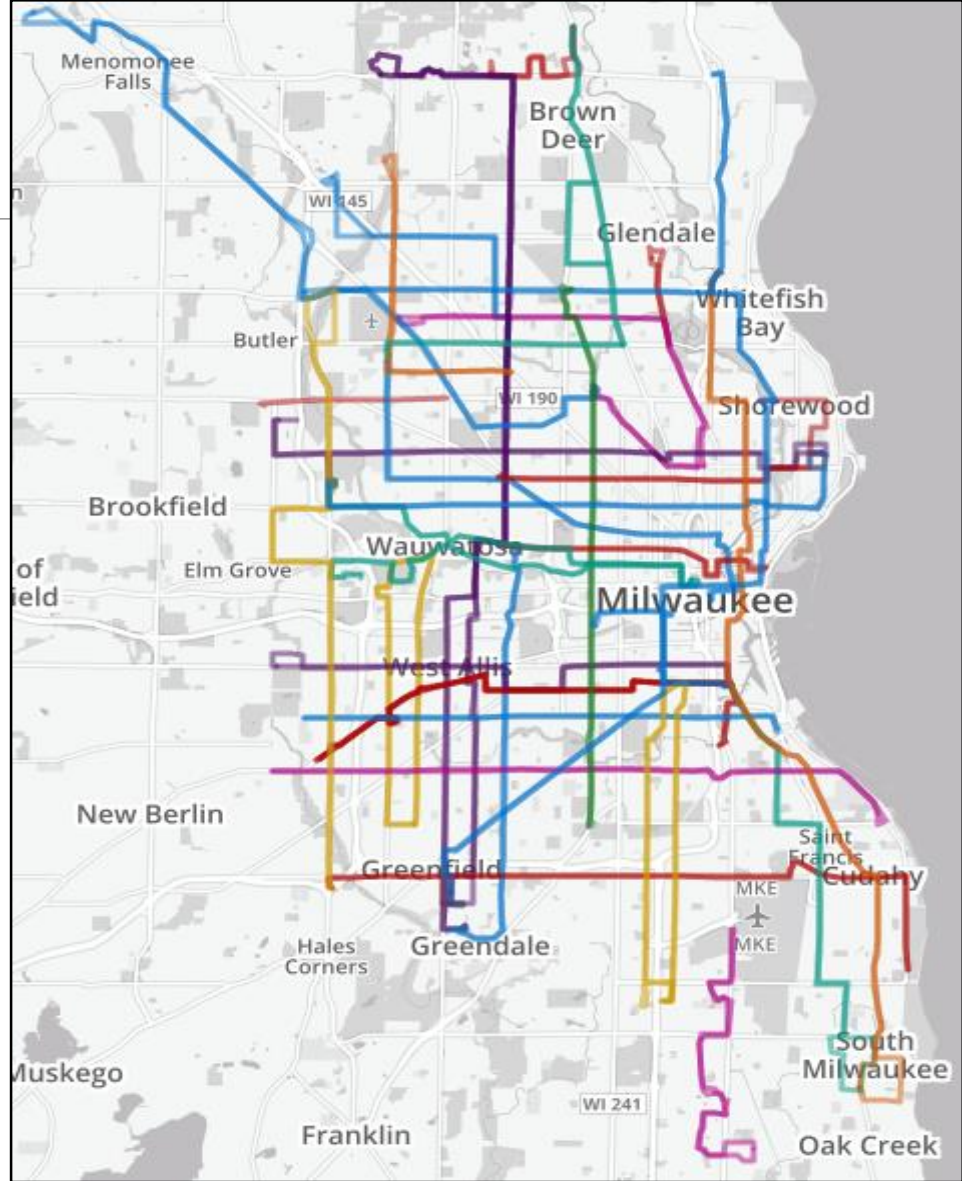 Menomonee
Falls
Brown
Deer
n
WI 145
Glendale
Whitefish
Bay
Butler
WI 190
Shorewood
Brookfield
Wauwatosa
of
ield
Elm Grove
Milwaukee
West Allis
New Berlin
Saint
Francis
Greenfield
Cudahy
MKE
Hales
Corners
Greendale
MKE
South
Milwaukee
Muskego
WI 241
Franklin
Oak Creek